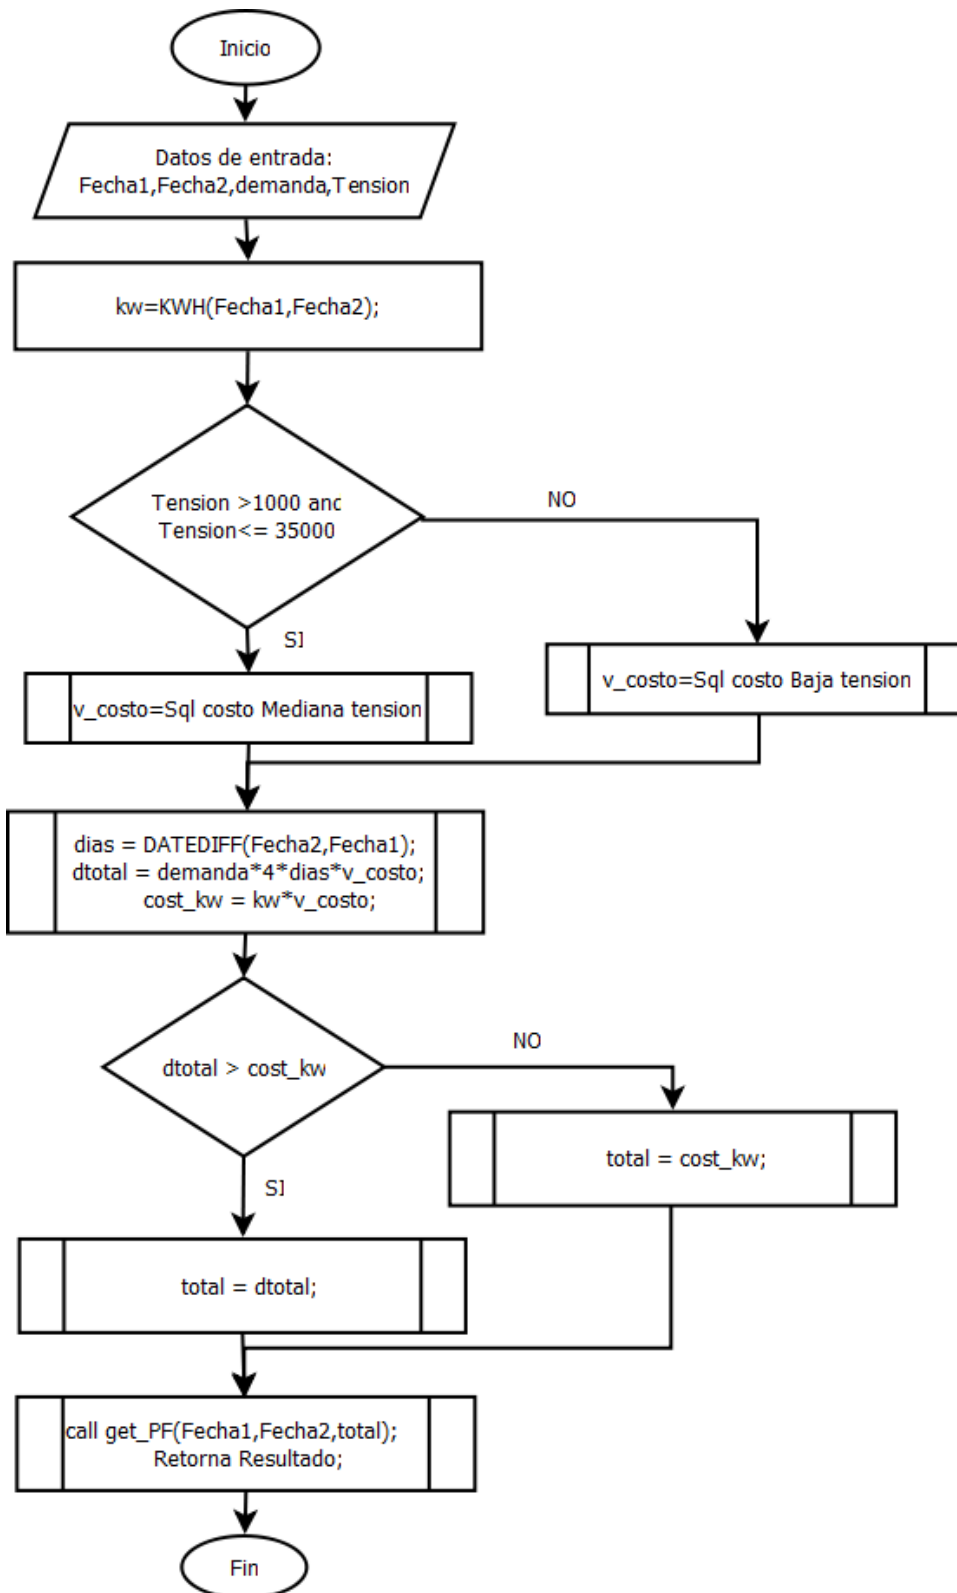 Inicio
Datos de entrada:
Fecha1,Fecha2,demanda,Tension
kw=KWH(Fecha1,Fecha2);
Tension >1000 anc
Tension<= 35000
NO
SI
v_costo=Sql costo Baja tension
v_costo=Sql costo Mediana tension
dias = DATEDIFF(Fecha2,Fecha1);
dtotal = demanda*4*dias*v_costo;
cost_kw = kw*v_costo;
dtotal > cost_kw
NO
total = cost_kw;
SI
total = dtotal;
call get_PF(Fecha1,Fecha2,total);
Retorna Resultado;
Fin